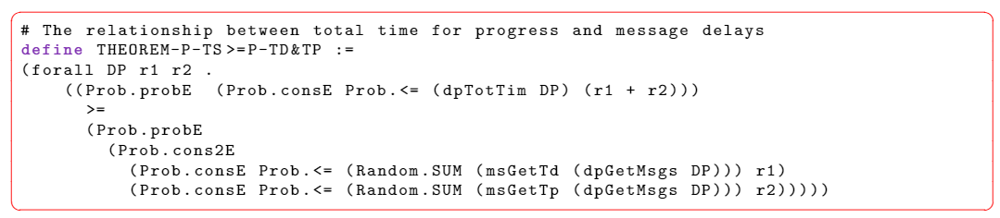 # The relationship between total time for progress and message delays
define THEOREM-P-TS>=P-TD&TP :=
(forall DP r1 r2 .
    ((Prob.probE  (Prob.consE Prob.<= (dpTotTim DP) (r1 + r2)))
      >=
      (Prob.probE
        (Prob.cons2E
          (Prob.consE Prob.<= (Random.SUM (msGetTd (dpGetMsgs DP))) r1)
          (Prob.consE Prob.<= (Random.SUM (msGetTp (dpGetMsgs DP))) r2)))))